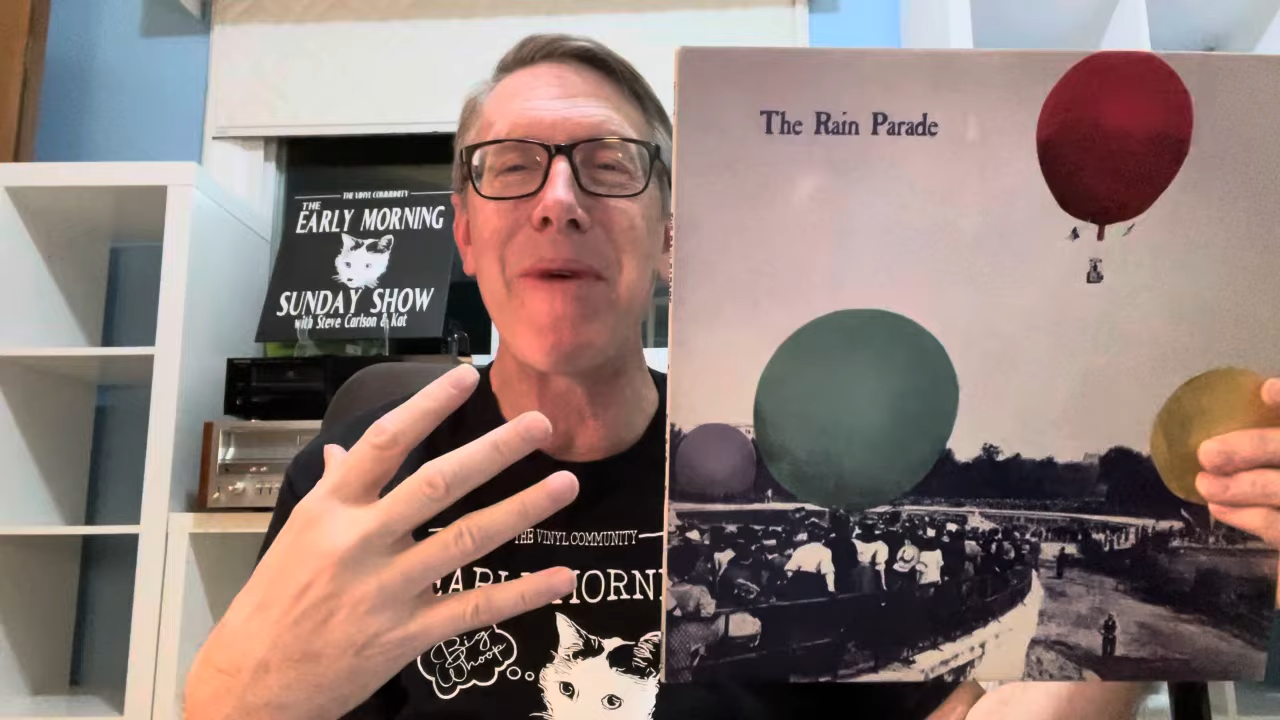 THE VINYL COMMUNITY
THE
EARLY MORNING
SUNDAY SHOW
with Steve Carlson & Kat
The Rain Parade
THE VINYL COMMUNITY
Big
Whoop